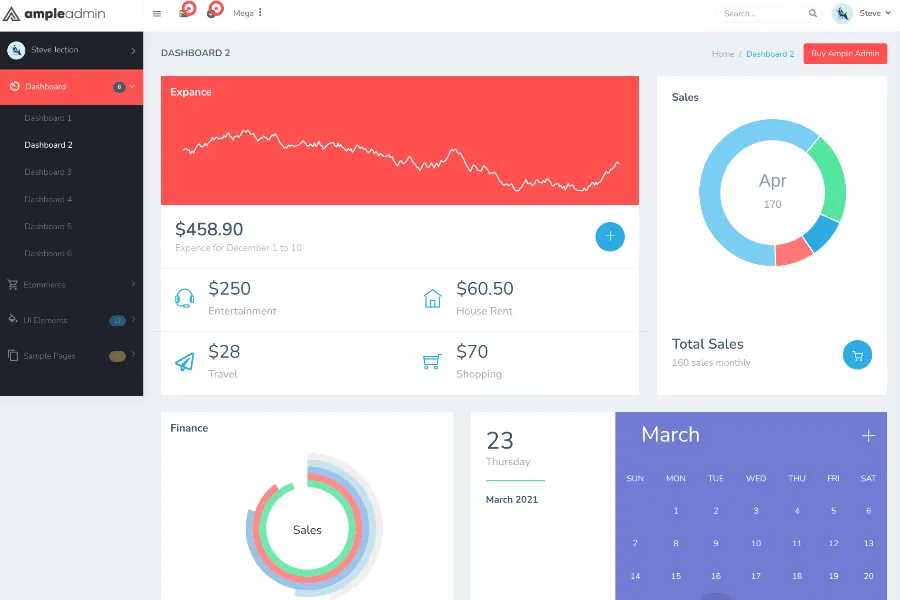 ampleadmin
Mega
Search...
Steve
Steve Jection
Dashboard
6
Dashboard 1
Dashboard 2
Dashboard 3
Dashboard 4
Dashboard 5
Dashboard 6
Ecommerce
Ui Elements
Sample Pages
DASHBOARD 2
Home / Dashboard 2
Buy Ample Admin
Expance
$458.90
Expence for December 1 to 10
$250
Entertainment
$60.50
House Rent
$28
Travel
$70
Shopping
Sales
Apr
170
Total Sales
160 sales monthly
Finance
Sales
23
Thursday
March 2021
March
SUN MON TUE WED THU FRI SAT
1 2 3 4 5 6
7 8 9 10 11 12 13
14 15 16 17 18 19 20